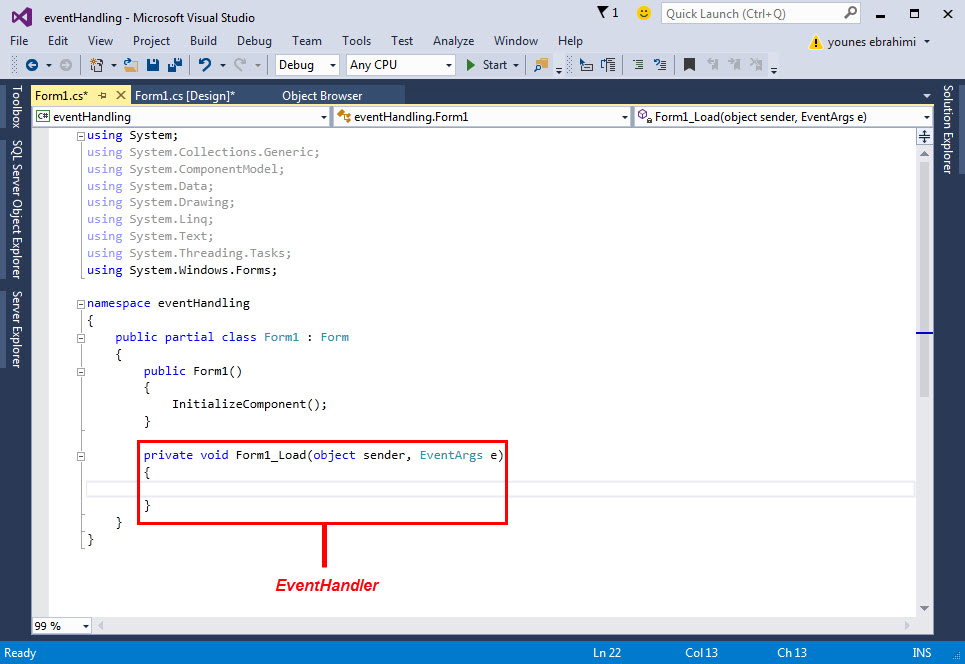 eventHandling - Microsoft Visual Studio
1
Quick Launch (Ctrl+Q)
File Edit View Project Build Debug Team Tools Test Analyze Window Help
younes ebrahimi
Debug Any CPU Start
Form1.cs* Form1.cs [Design]* Object Browser
C# eventHandling eventHandling.Form1 Form1_Load(object sender, EventArgs e)
Toolbox
SQL Server Object Explorer
Server Explorer
Solution Explorer
using System;
using System.Collections.Generic;
using System.ComponentModel;
using System.Data;
using System.Drawing;
using System.Linq;
using System.Text;
using System.Threading.Tasks;
using System.Windows.Forms;
namespace eventHandling
{
public partial class Form1 : Form
{
public Form1()
{
InitializeComponent();
}
private void Form1_Load(object sender, EventArgs e)
{
}
}
}
EventHandler
99 %
Ready Ln 22 Col 13 Ch 13 INS